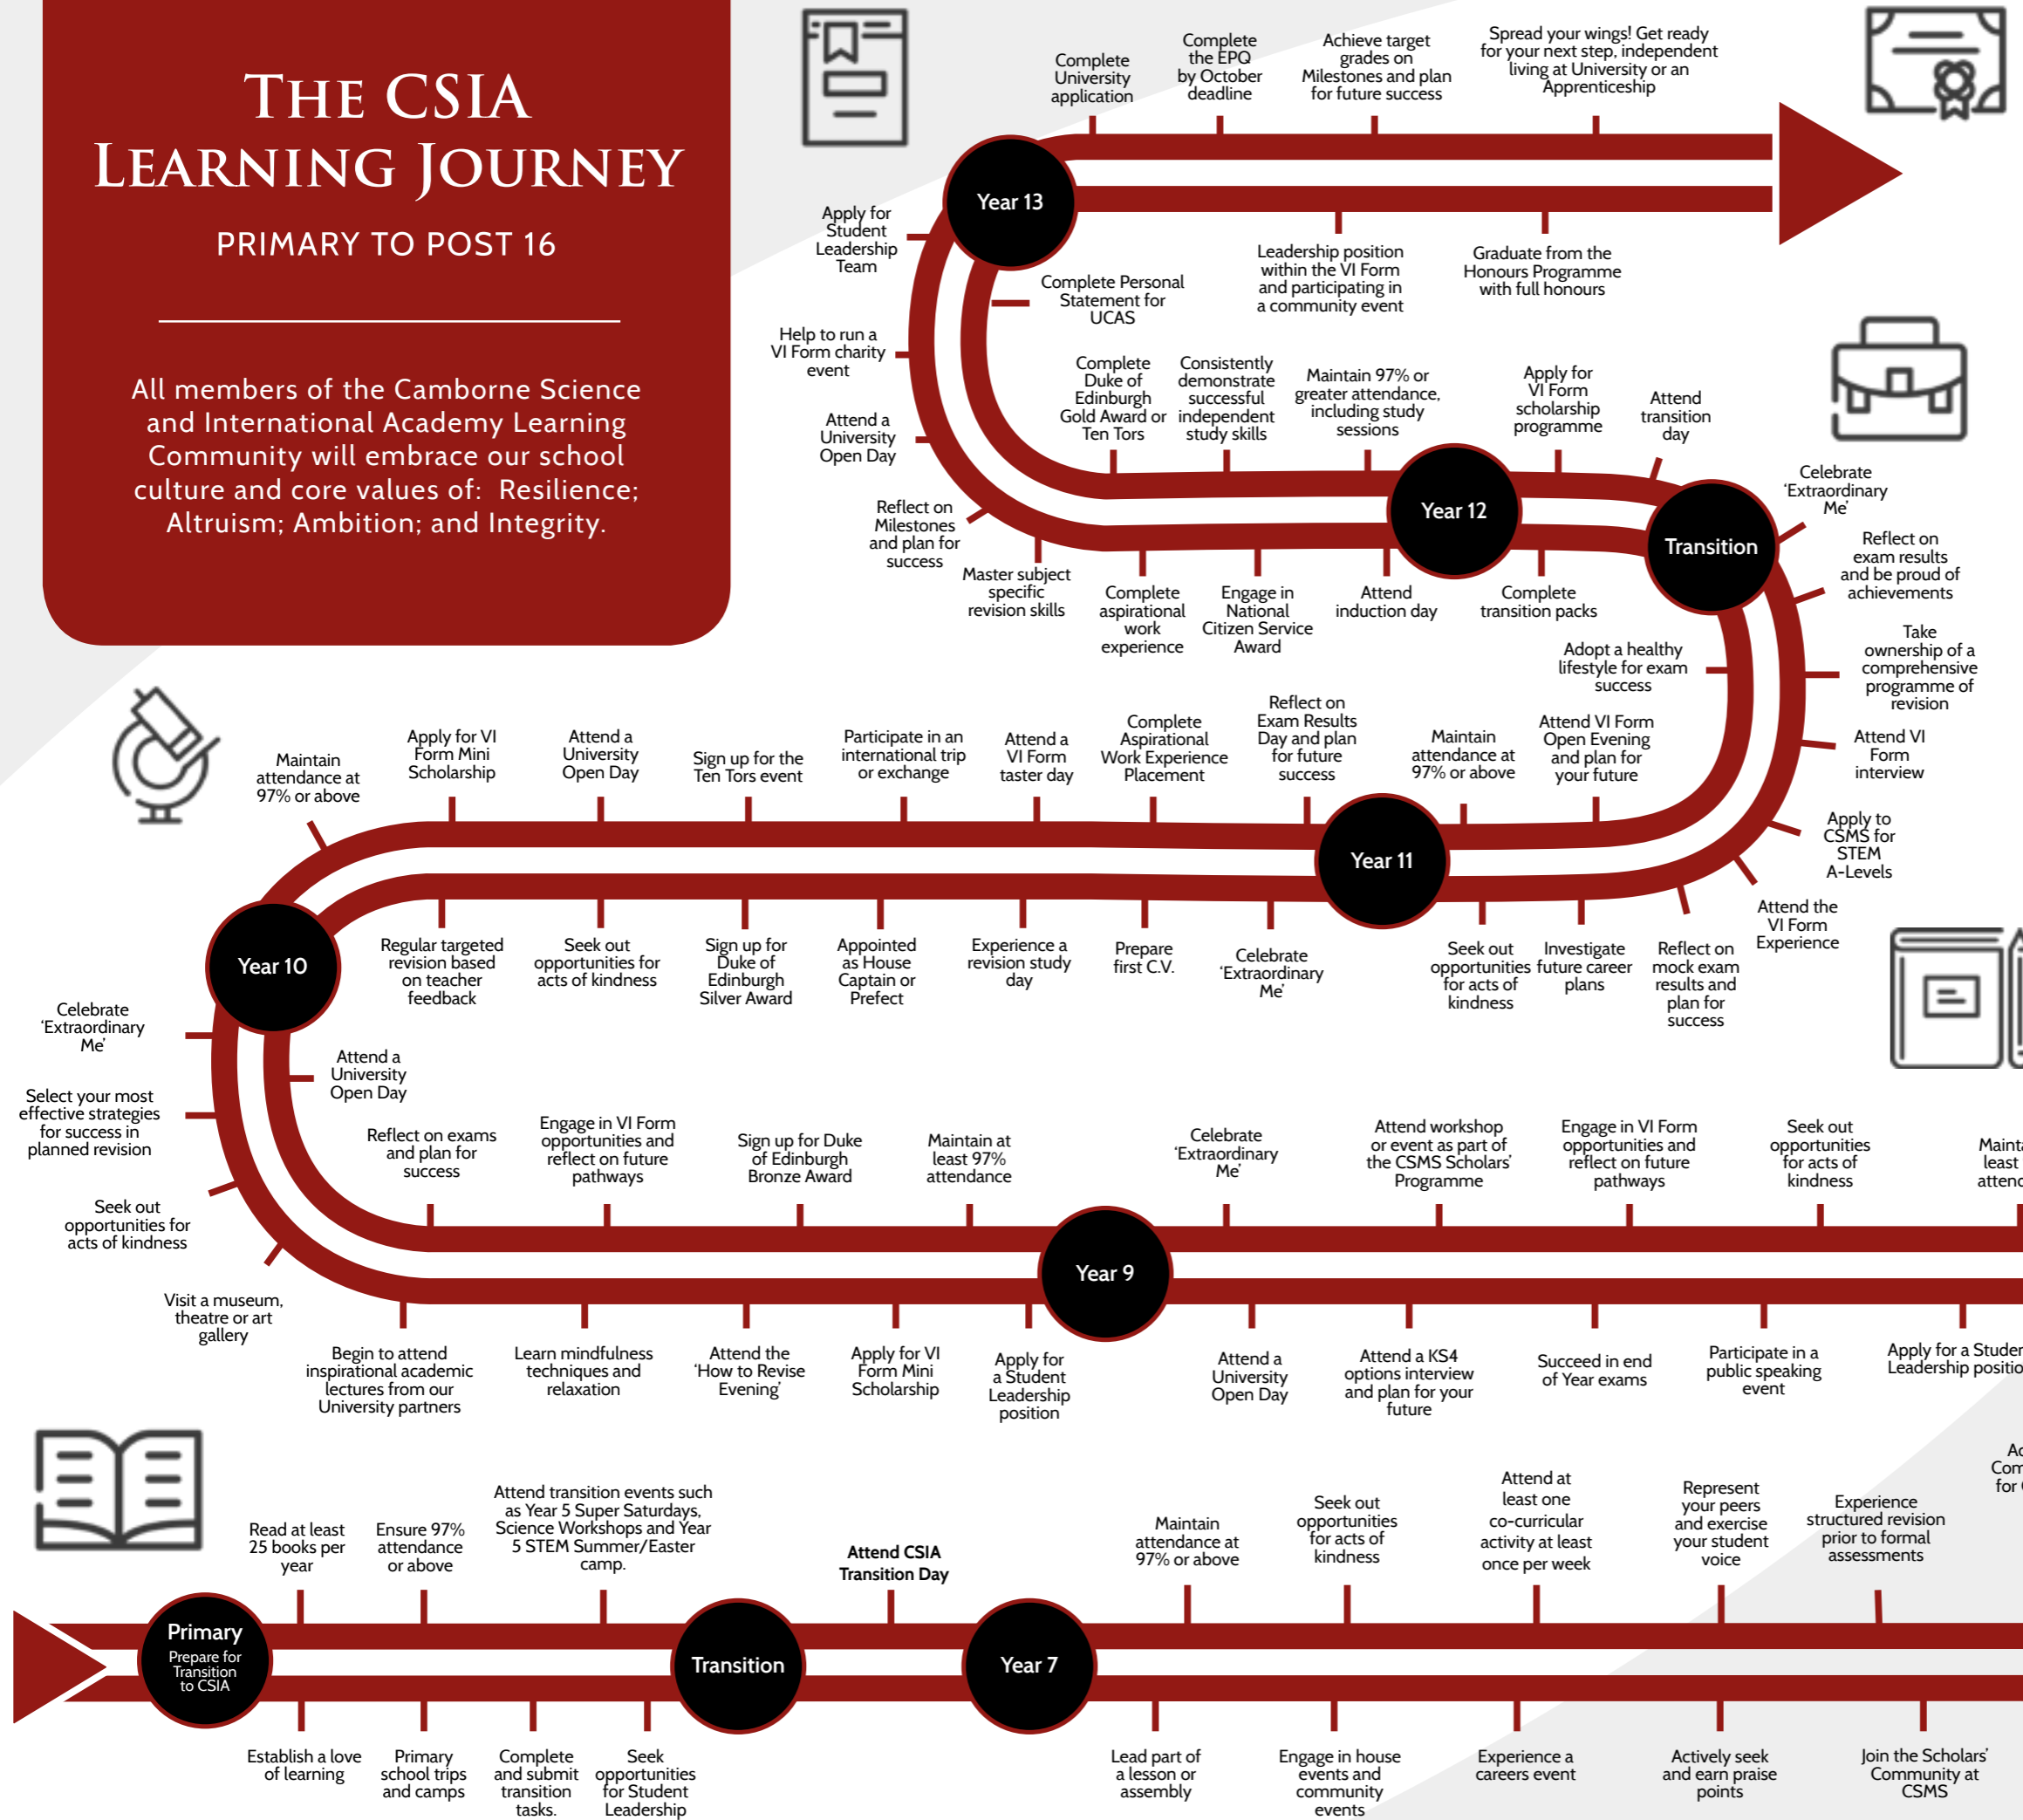 THE CSIA
LEARNING JOURNEY
PRIMARY TO POST 16
All members of the Camborne Science
and International Academy Learning
Community will embrace our school
culture and core values of: Resilience;
Altruism; Ambition; and Integrity.
Complete
University
application
Complete
the EPQ
by October
deadline
Achieve target
grades on
Milestones and plan
for future success
Spread your wings! Get ready
for your next step, independent
living at University or an
Apprenticeship
Year 13
Leadership position
within the VI Form
and participating in
a community event
Graduate from the
Honours Programme
with full honours
Apply for
Student
Leadership
Team
Complete Personal
Statement for
UCAS
Help to run a
VI Form charity
event
Attend a
University
Open Day
Reflect on
Milestones
and plan for
success
Master subject
specific
revision skills
Complete
Duke of
Edinburgh
Gold Award or
Ten Tors
Consistently
demonstrate
successful
independent
study skills
Maintain 97% or
greater attendance,
including study
sessions
Apply for
VI Form
scholarship
programme
Attend
transition
day
Year 12
Transition
Complete
aspirational
work
experience
Engage in
National
Citizen Service
Award
Attend
induction day
Complete
transition packs
Celebrate
'Extraordinary
Me'
Reflect on
exam results
and be proud of
achievements
Take
ownership of a
comprehensive
programme of
revision
Adopt a healthy
lifestyle for exam
success
Attend VI
Form
interview
Apply to
CSMS for
STEM
A-Levels
Attend the
VI Form
Experience
Maintain
attendance at
97% or above
Apply for VI
Form Mini
Scholarship
Attend a
University
Open Day
Sign up for the
Ten Tors event
Participate in an
international trip
or exchange
Attend a
VI Form
taster day
Complete
Aspirational
Work Experience
Placement
Reflect on
Exam Results
Day and plan
for future
success
Maintain
attendance at
97% or above
Attend VI Form
Open Evening
and plan for
your future
Year 11
Year 10
Regular targeted
revision based
on teacher
feedback
Seek out
opportunities for
acts of kindness
Sign up for
Duke of
Edinburgh
Silver Award
Appointed
as House
Captain or
Prefect
Experience a
revision study
day
Prepare
first C.V.
Celebrate
'Extraordinary
Me'
Seek out
opportunities
for acts of
kindness
Investigate
future career
plans
Reflect on
mock exam
results and
plan for
success
Celebrate
'Extraordinary
Me'
Attend a
University
Open Day
Select your most
effective strategies
for success in
planned revision
Seek out
opportunities for
acts of kindness
Visit a museum,
theatre or art
gallery
Reflect on exams
and plan for
success
Engage in VI Form
opportunities and
reflect on future
pathways
Sign up for Duke
of Edinburgh
Bronze Award
Maintain at
least 97%
attendance
Celebrate
'Extraordinary
Me'
Attend workshop
or event as part of
the CSMS Scholars'
Programme
Engage in VI Form
opportunities and
reflect on future
pathways
Seek out
opportunities
for acts of
kindness
least
Year 9
Begin to attend
inspirational academic
lectures from our
University partners
Learn mindfulness
techniques and
relaxation
Attend the
'How to Revise
Evening'
Apply for VI
Form Mini
Scholarship
Apply for
a Student
Leadership
position
Attend a
University
Open Day
Attend a KS4
options interview
and plan for your
future
Succeed in end
of Year exams
Participate in a
public speaking
event
Apply for a
Leadership
Read at least
25 books per
year
Ensure 97%
attendance
or above
Attend transition events such
as Year 5 Super Saturdays,
Science Workshops and Year
5 STEM Summer/Easter
camp.
Attend CSIA
Transition Day
Maintain
attendance at
97% or above
Seek out
opportunities
for acts of
kindness
Attend at
least one
co-curricular
activity at least
once per week
Represent
your peers
and exercise
your student
voice
Experience
structured revision
prior to formal
assessments
for
Primary
Prepare for
Transition
to CSIA
Transition
Year 7
Establish a love
of learning
Primary
school trips
and camps
Complete
and submit
transition
tasks.
Seek
opportunities
for Student
Leadership
Lead part of
a lesson or
assembly
Engage in house
events and
community
events
Experience a
careers event
Actively seek
and earn praise
points
Join the Scholars'
Community at
CSMS